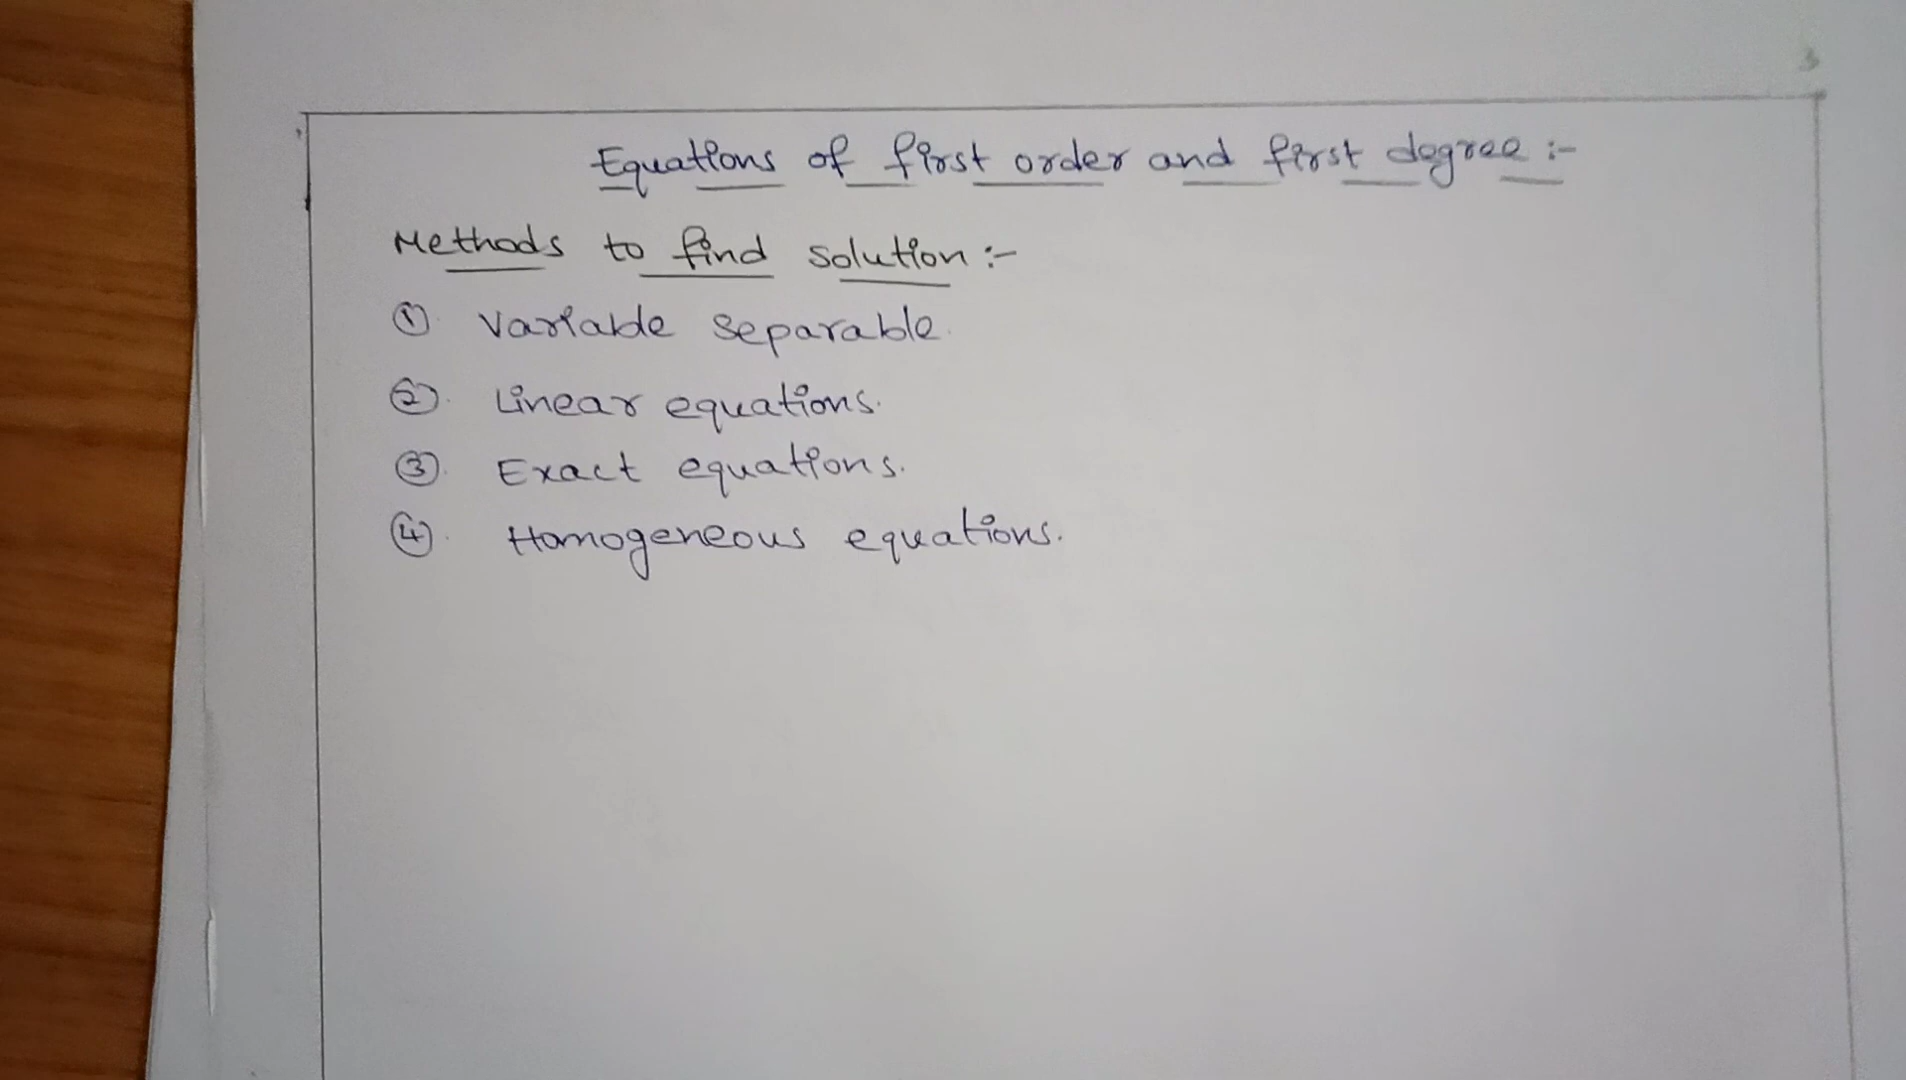 Equations of first order and first degree :-
Methods to find solution :-
① Variable separable.
②. Linear equations.
③. Exact equations.
④. Homogeneous equations.